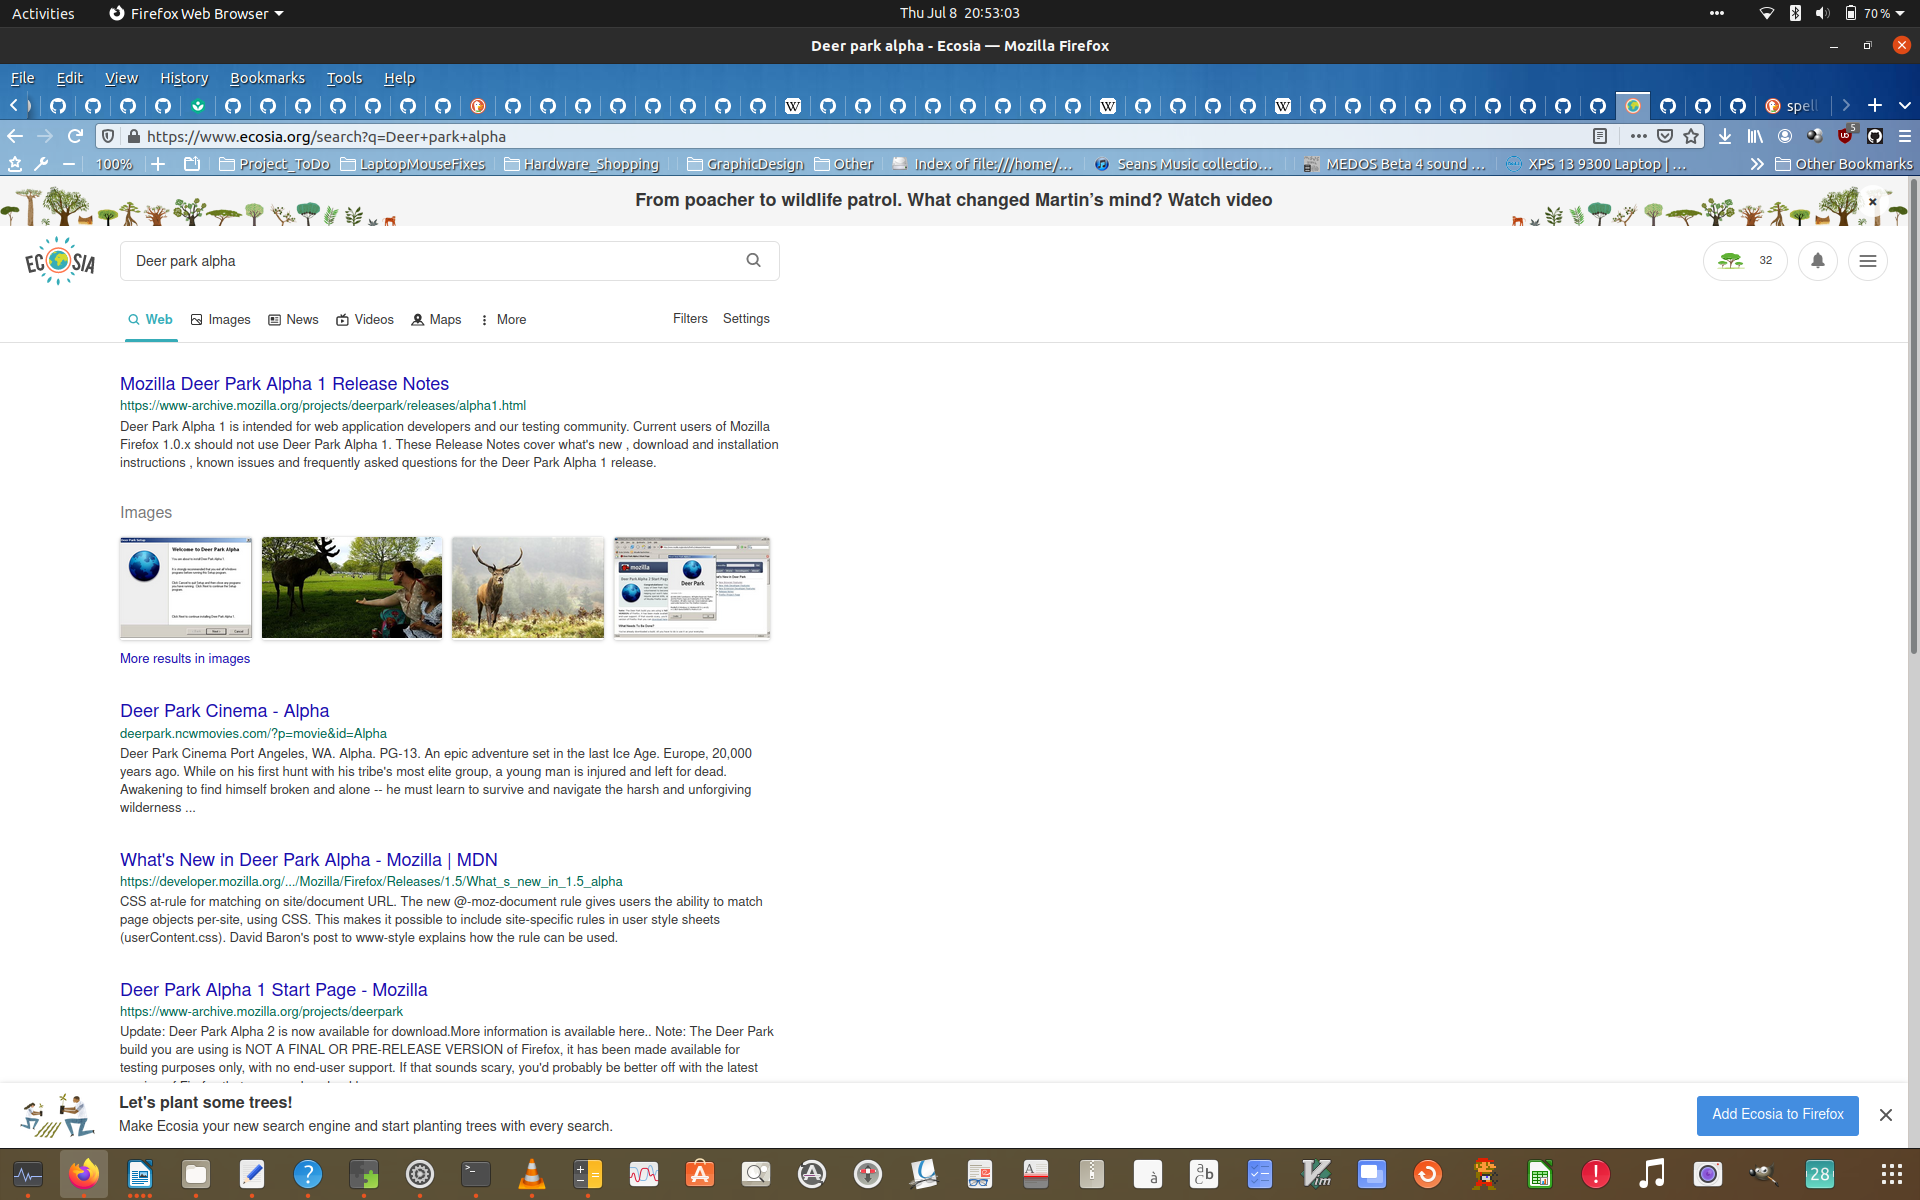 Activities
Firefox Web Browser
Thu Jul 8 20:53:03
70 %
Deer park alpha - Ecosia — Mozilla Firefox
File Edit View History Bookmarks Tools Help
spell
https://www.ecosia.org/search?q=Deer+park+alpha
5
100%
Project_ToDo
LaptopMouseFixes
Hardware_Shopping
GraphicDesign
Other
Index of file:///home/...
Seans Music collectio...
MEDOS Beta 4 sound ...
XPS 13 9300 Laptop | ...
Other Bookmarks
From poacher to wildlife patrol. What changed Martin's mind? Watch video
ECOSIA
Deer park alpha
32
Web Images News Videos Maps More
Filters Settings
Mozilla Deer Park Alpha 1 Release Notes
https://www-archive.mozilla.org/projects/deerpark/releases/alpha1.html
Deer Park Alpha 1 is intended for web application developers and our testing community. Current users of Mozilla
Firefox 1.0.x should not use Deer Park Alpha 1. These Release Notes cover what's new , download and installation
instructions , known issues and frequently asked questions for the Deer Park Alpha 1 release.
Images
Welcome to Deer Park Alpha
mozilla
Deer Park
More results in images
Deer Park Cinema - Alpha
deerpark.ncwmovies.com/?p=movie&id=Alpha
Deer Park Cinema Port Angeles, WA. Alpha. PG-13. An epic adventure set in the last Ice Age. Europe, 20,000
years ago. While on his first hunt with his tribe's most elite group, a young man is injured and left for dead.
Awakening to find himself broken and alone -- he must learn to survive and navigate the harsh and unforgiving
wilderness ...
What's New in Deer Park Alpha - Mozilla | MDN
https://developer.mozilla.org/.../Mozilla/Firefox/Releases/1.5/What_s_new_in_1.5_alpha
CSS at-rule for matching on site/document URL. The new @-moz-document rule gives users the ability to match
page objects per-site, using CSS. This makes it possible to include site-specific rules in user style sheets
(userContent.css). David Baron's post to www-style explains how the rule can be used.
Deer Park Alpha 1 Start Page - Mozilla
https://www-archive.mozilla.org/projects/deerpark
Update: Deer Park Alpha 2 is now available for download.More information is available here.. Note: The Deer Park
build you are using is NOT A FINAL OR PRE-RELEASE VERSION of Firefox, it has been made available for
testing purposes only, with no end-user support. If that sounds scary, you'd probably be better off with the latest
Let's plant some trees!
Make Ecosia your new search engine and start planting trees with every search.
Add Ecosia to Firefox
28